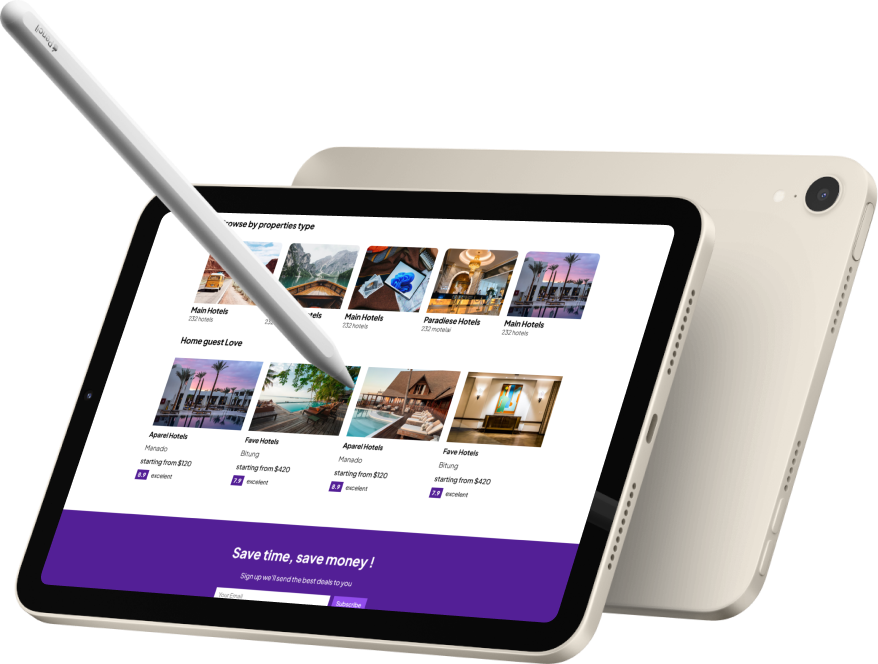 Pencil
rowse by properties type
Main Hotels
232 hotels
232
tels
Main Hotels
232 hotels
Paradiese Hotels
232 motelai
Main Hotels
232 hotels
Home guest Love
Aparel Hotels
Manado
starting from $120
8.9 excelent
Fave Hotels
Bitung
starting from $420
7.9 excelent
Aparel Hotels
Manado
starting from $120
8.9 excelent
Fave Hotels
Bitung
starting from $420
7.9 excelent
Save time, save money !
Sign up we'll send the best deals to you
Your Email
Subscribe